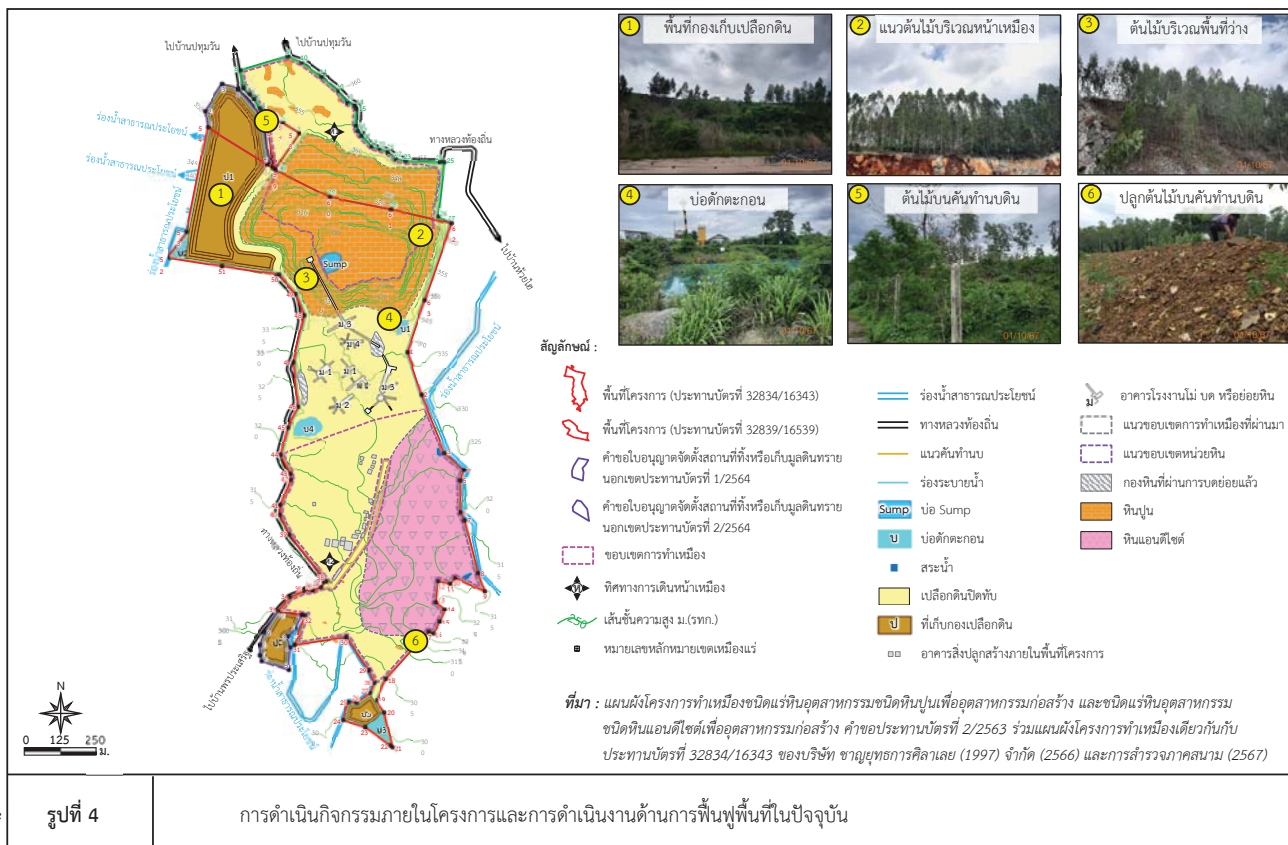 ไปบ้านปทุมวัน
ไปบ้านปทุมวัน
ร่องน้ำสาธารณประโยชน์
ร่องน้ำสาธารณประโยชน์
ร่องน้ำสาธารณประโยชน์
ทางหลวงท้องถิ่น
ไปบ้านห้วยไฮ
ร่องน้ำสาธารณประโยชน์
ป1
Sump
บ1
ม.3
ม.4
ม.1
ม.1
ม.2
ม.3
บ4
ทางหลวงท้องถิ่น
บ3
N
0 125 250
ม.
1 พื้นที่กองเก็บเปลือกดิน
01/10/67
2 แนวต้นไม้บริเวณหน้าเหมือง
01/10/67
3 ต้นไม้บริเวณพื้นที่ว่าง
01/10/67
4 บ่อดักตะกอน
01/10/67
5 ต้นไม้บนคันทำนบดิน
01/10/67
6 ปลูกต้นไม้บนคันทำนบดิน
สัญลักษณ์ :
พื้นที่โครงการ (ประทานบัตรที่ 32834/16343)
พื้นที่โครงการ (ประทานบัตรที่ 32839/16539)
คำขอใบอนุญาตจัดตั้งสถานที่ทิ้งหรือเก็บมูลดินทราย
นอกเขตประทานบัตรที่ 1/2564
คำขอใบอนุญาตจัดตั้งสถานที่ทิ้งหรือเก็บมูลดินทราย
นอกเขตประทานบัตรที่ 2/2564
ขอบเขตการทำเหมือง
ทิศทางการเดินหน้าเหมือง
เส้นชั้นความสูง ม.(รทก.)
หมายเลขหลักหมายเขตเหมืองแร่
ร่องน้ำสาธารณประโยชน์
ทางหลวงท้องถิ่น
แนวคันทำนบ
ร่องระบายน้ำ
Sump บ่อ Sump
บ บ่อดักตะกอน
สระน้ำ
เปลือกดินปิดทับ
ป ที่เก็บกองเปลือกดิน
อาคารสิ่งปลูกสร้างภายในพื้นที่โครงการ
ม อาคารโรงงานโม่ บด หรือย่อยหิน
แนวขอบเขตการทำเหมืองที่ผ่านมา
แนวขอบเขตหน่วยหิน
กองหินที่ผ่านการบดย่อยแล้ว
หินปูน
หินแอนดีไซต์
ที่มา : แผนผังโครงการทำเหมืองชนิดแร่หินอุตสาหกรรมชนิดหินปูนเพื่ออุตสาหกรรมก่อสร้าง และชนิดแร่หินอุตสาหกรรม
ชนิดหินแอนดีไซต์เพื่ออุตสาหกรรมก่อสร้าง คำขอประทานบัตรที่ 2/2563 ร่วมแผนผังโครงการทำเหมืองเดียวกันกับ
ประทานบัตรที่ 32834/16343 ของบริษัท ชาญยุทธการศิลาเลย (1997) จำกัด (2566) และการสำรวจภาคสนาม (2567)
รูปที่ 4 การดำเนินกิจกรรมภายในโครงการและการดำเนินงานด้านการฟื้นฟูพื้นที่ในปัจจุบัน